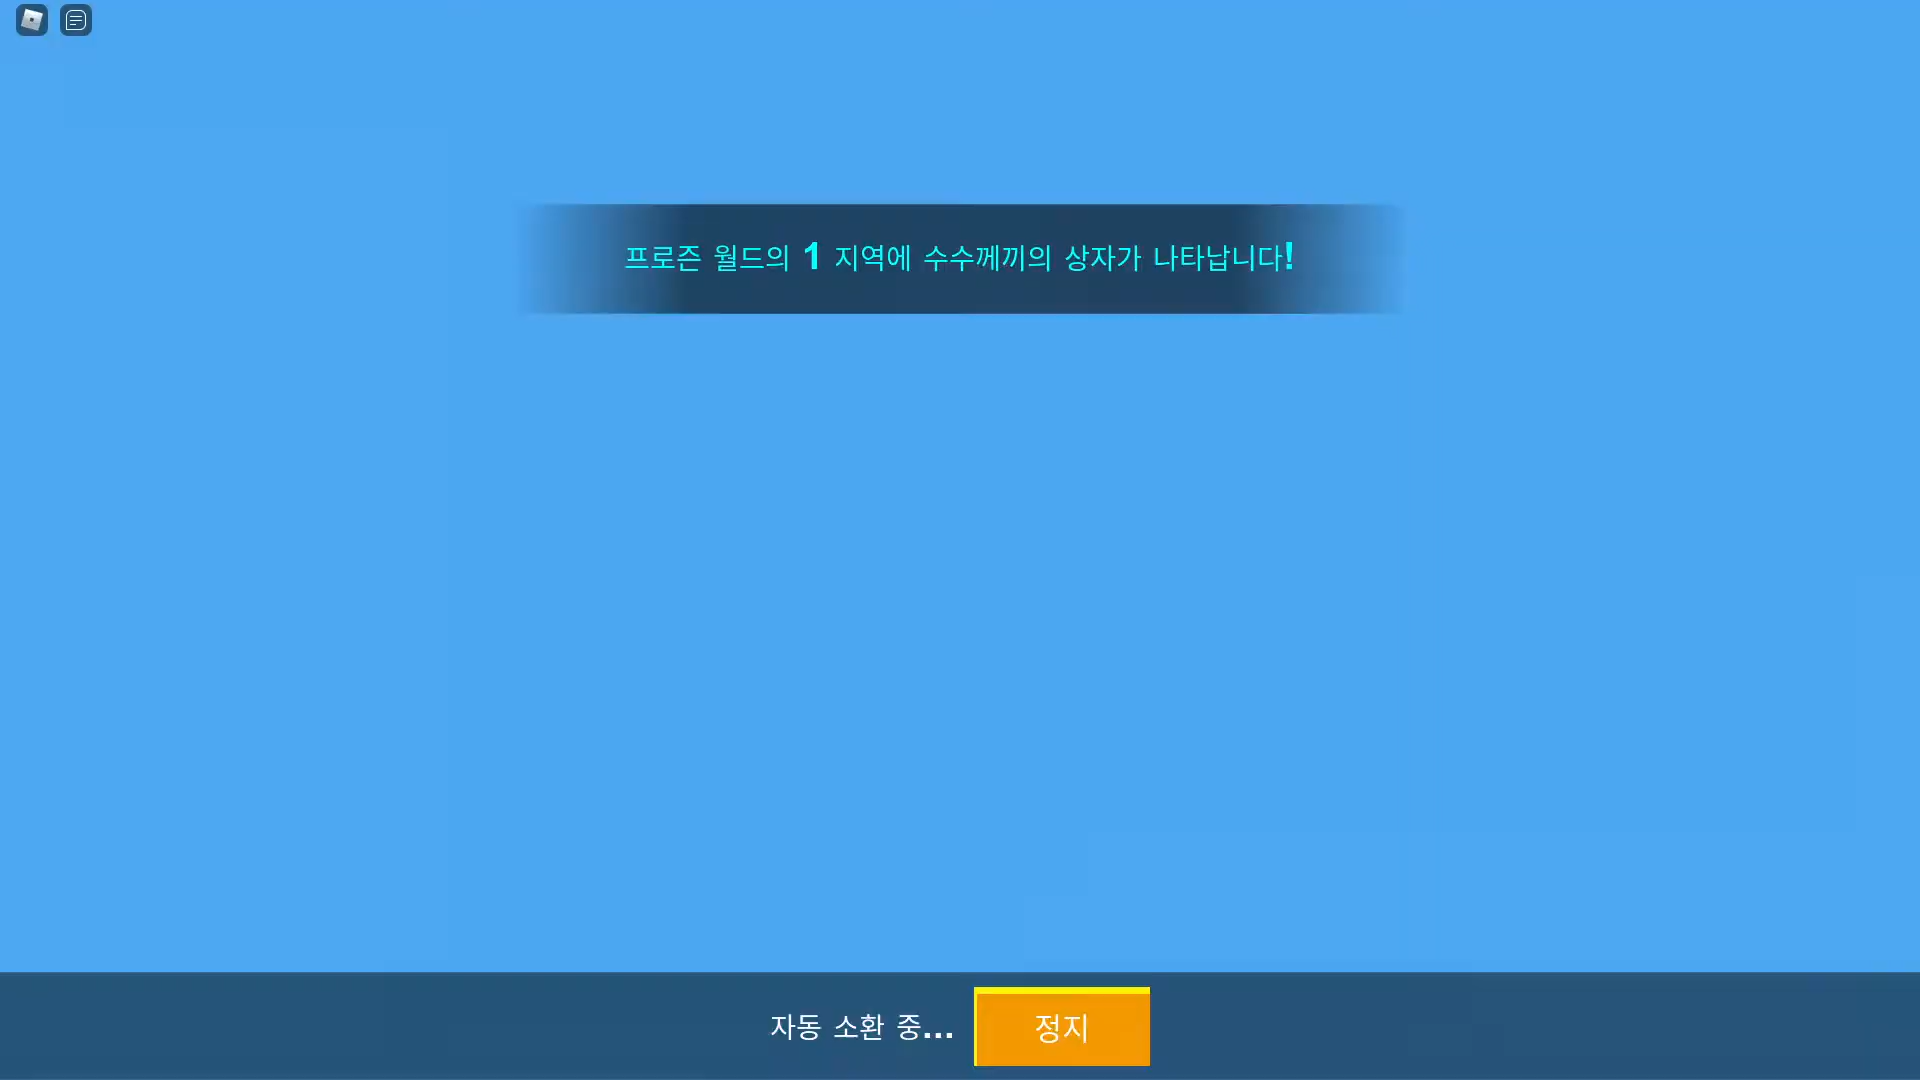 프로즌 월드의 1 지역에 수수께끼의 상자가 나타납니다!
자동 소환 중...
정지